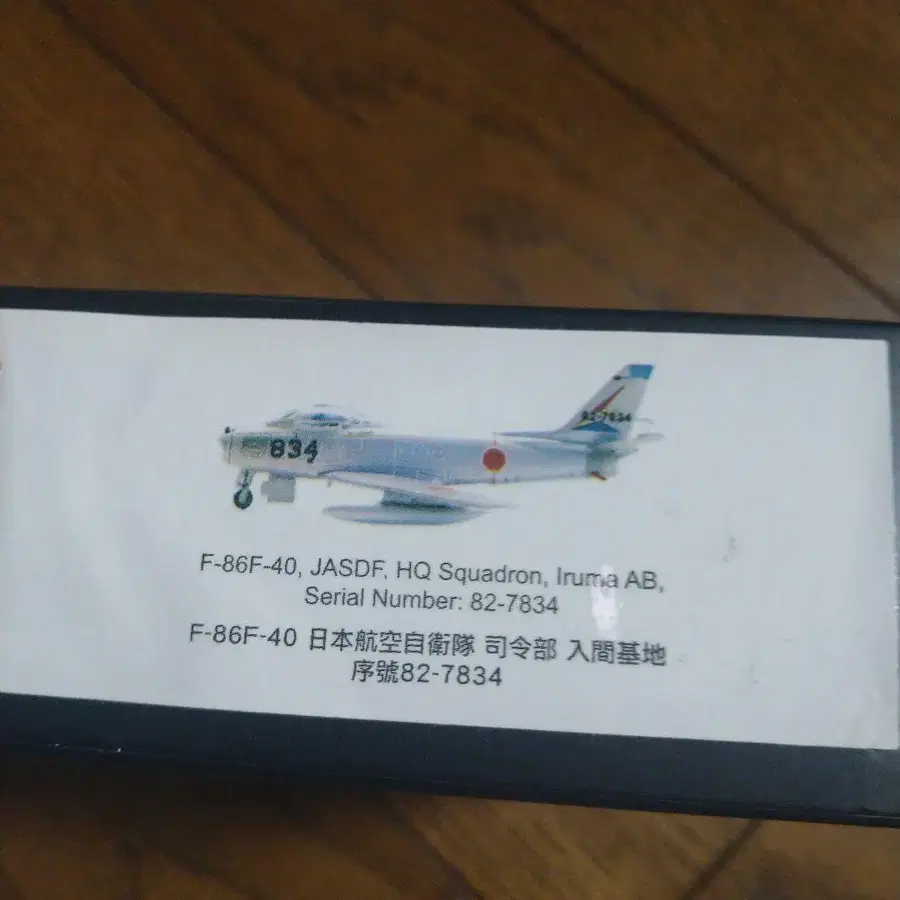 82-7834
834
F-86F-40, JASDF. HQ Squadron, Iruma AB,
Serial Number: 82-7834
F-86F-40 日本航空自衛隊 司令部 入間基地
序號82-7834